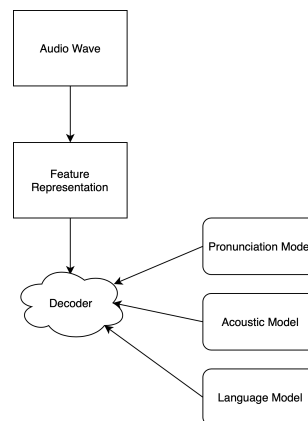 Audio Wave
Feature
Representation
Decoder
Pronunciation Mode
Acoustic Model
Language Model